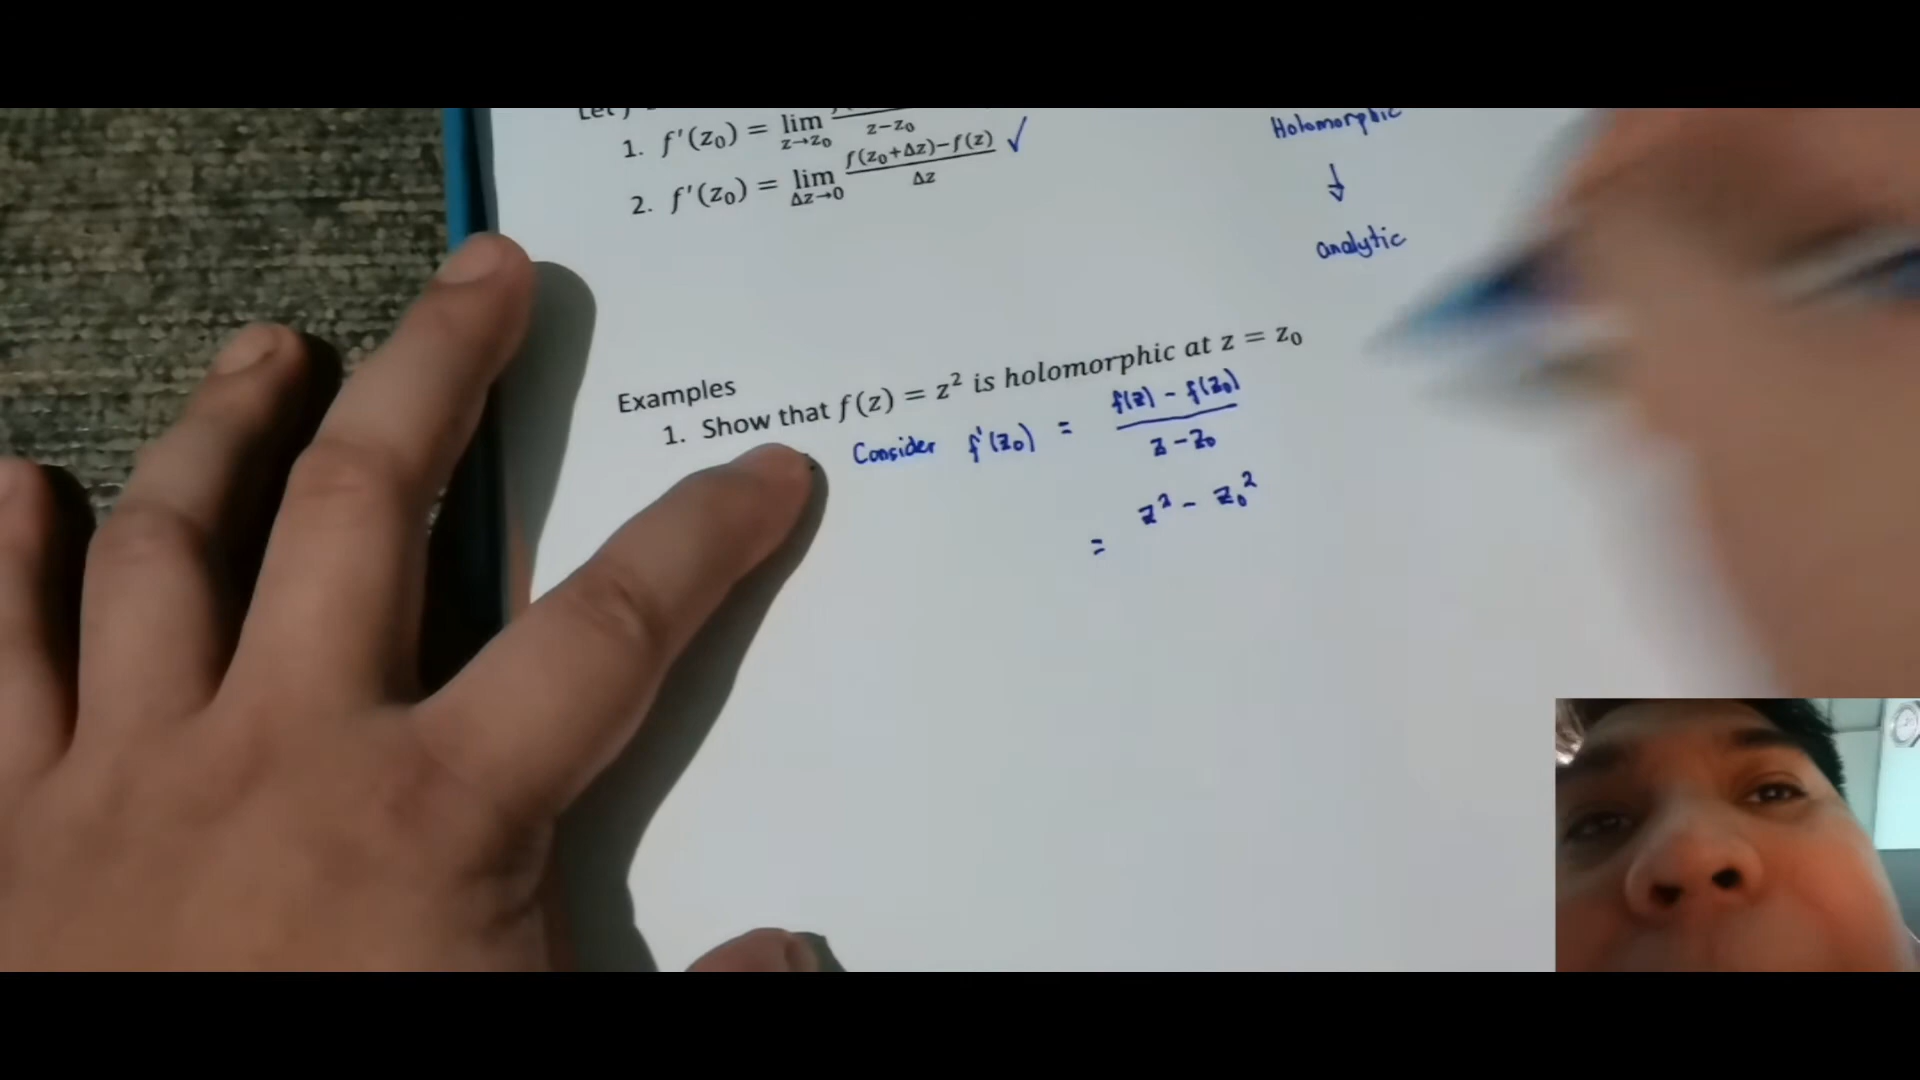 Let
1. f'(z₀) = lim z→z₀ / z−z₀
2. f'(z₀) = lim Δz→0 f(z₀+Δz)−f(z) / Δz ✓
Holomorphic
↓
analytic
Examples
1. Show that f(z) = z² is holomorphic at z = z₀
Consider f'(z₀) = f(z) - f(z₀) / z - z₀
= z² - z₀²